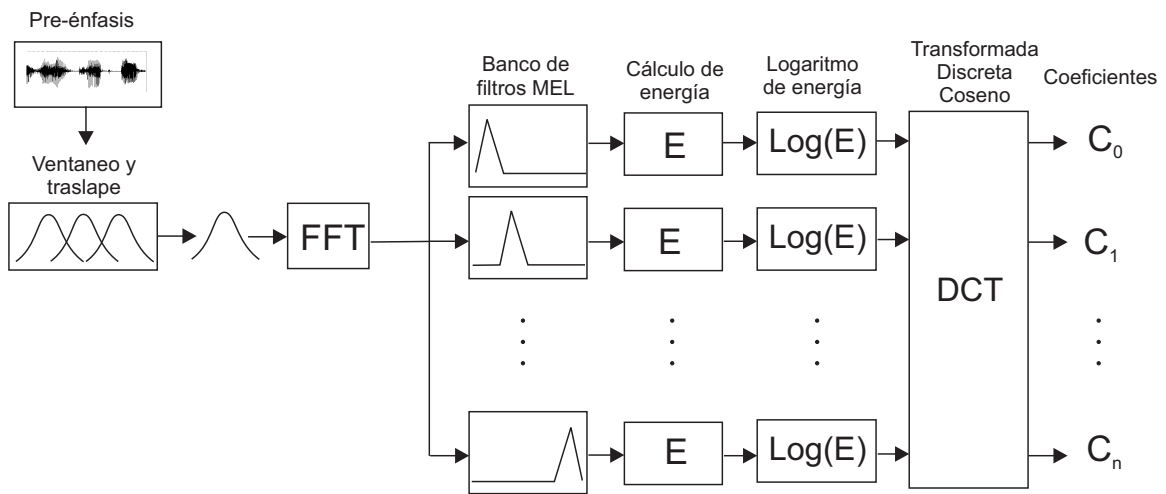 Pre-énfasis
Ventaneo y
traslape
FFT
Banco de
filtros MEL
Cálculo de
energía
Logaritmo
de energía
Transformada
Discreta
Coseno
Coeficientes
E
Log(E)
C0
E
Log(E)
C1
DCT
E
Log(E)
Cn